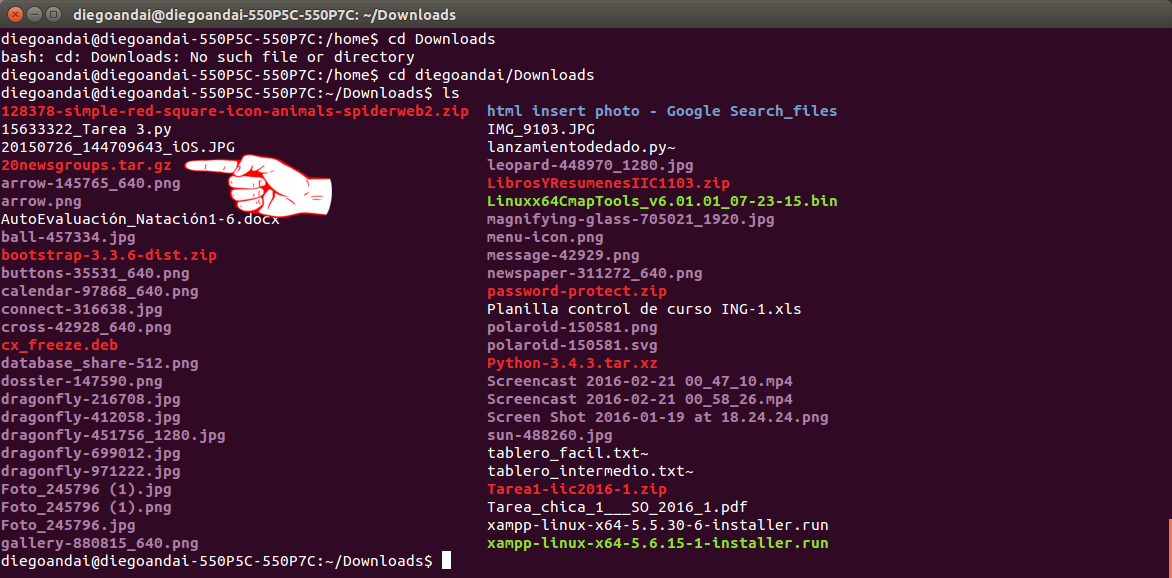 diegoandai@diegoandai-550P5C-550P7C: ~/Downloads
diegoandai@diegoandai-550P5C-550P7C:/home$ cd Downloads
bash: cd: Downloads: No such file or directory
diegoandai@diegoandai-550P5C-550P7C:/home$ cd diegoandai/Downloads
diegoandai@diegoandai-550P5C-550P7C:~/Downloads$ ls
128378-simple-red-square-icon-animals-spiderweb2.zip html insert photo - Google Search_files
15633322_Tarea 3.py IMG_9103.JPG
20150726_144709643_iOS.JPG lanzamientodedado.py~
20newsgroups.tar.gz leopard-448970_1280.jpg
arrow-145765_640.png LibrosYResumenesIIC1103.zip
arrow.png Linuxx64CmapTools_v6.01.01_07-23-15.bin
AutoEvaluación_Natación1-6.docx magnifying-glass-705021_1920.jpg
ball-457334.jpg menu-icon.png
bootstrap-3.3.6-dist.zip message-42929.png
buttons-35531_640.png newspaper-311272_640.png
calendar-97868_640.png password-protect.zip
connect-316638.jpg Planilla control de curso ING-1.xls
cross-42928_640.png polaroid-150581.png
cx_freeze.deb polaroid-150581.svg
database_share-512.png Python-3.4.3.tar.xz
dossier-147590.png Screencast 2016-02-21 00_47_10.mp4
dragonfly-216708.jpg Screencast 2016-02-21 00_58_26.mp4
dragonfly-412058.jpg Screen Shot 2016-01-19 at 18.24.24.png
dragonfly-451756_1280.jpg sun-488260.jpg
dragonfly-699012.jpg tablero_facil.txt~
dragonfly-971222.jpg tablero_intermedio.txt~
Foto_245796 (1).jpg Tarea1-iic2016-1.zip
Foto_245796 (1).png Tarea_chica_1___SO_2016_1.pdf
Foto_245796.jpg xampp-linux-x64-5.5.30-6-installer.run
gallery-880815_640.png xampp-linux-x64-5.6.15-1-installer.run
diegoandai@diegoandai-550P5C-550P7C:~/Downloads$